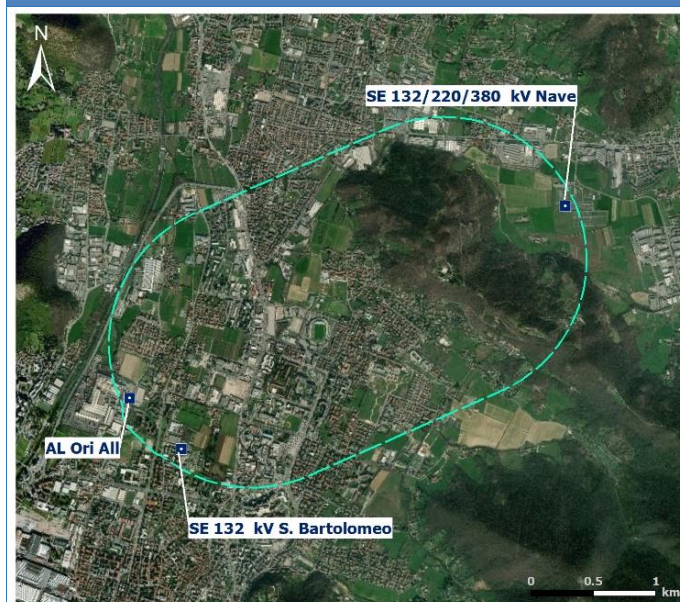 N
SE 132/220/380 kV Nave
AL Ori All
SE 132 kV S. Bartolomeo
0 0.5 1
km